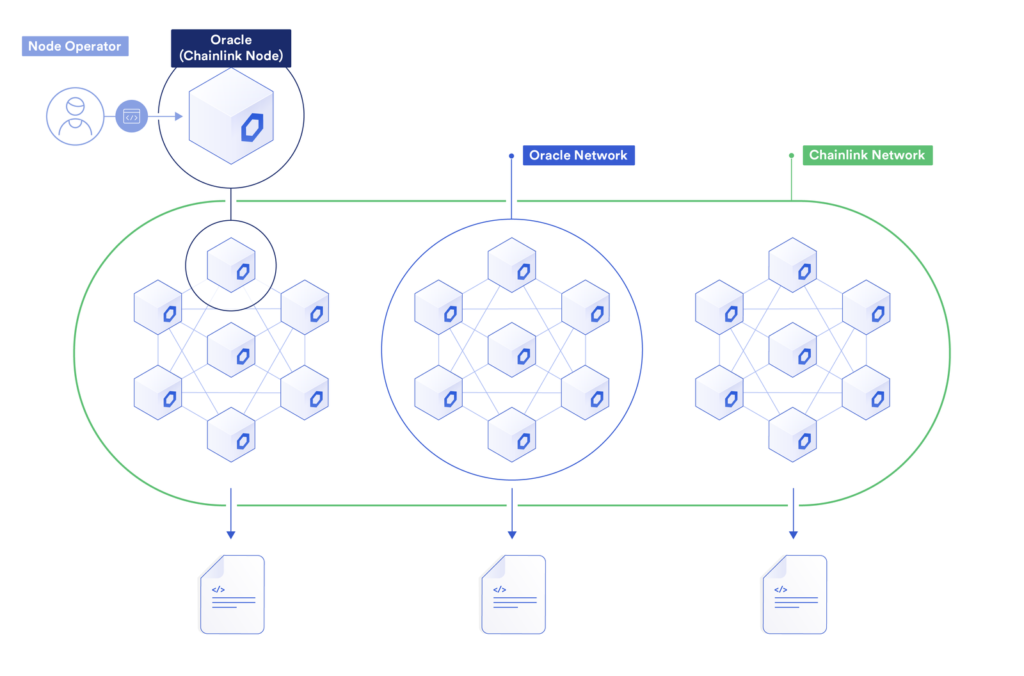 Node Operator
Oracle
(Chainlink Node)
Oracle Network
Chainlink Network
</>
</>
</>
</>